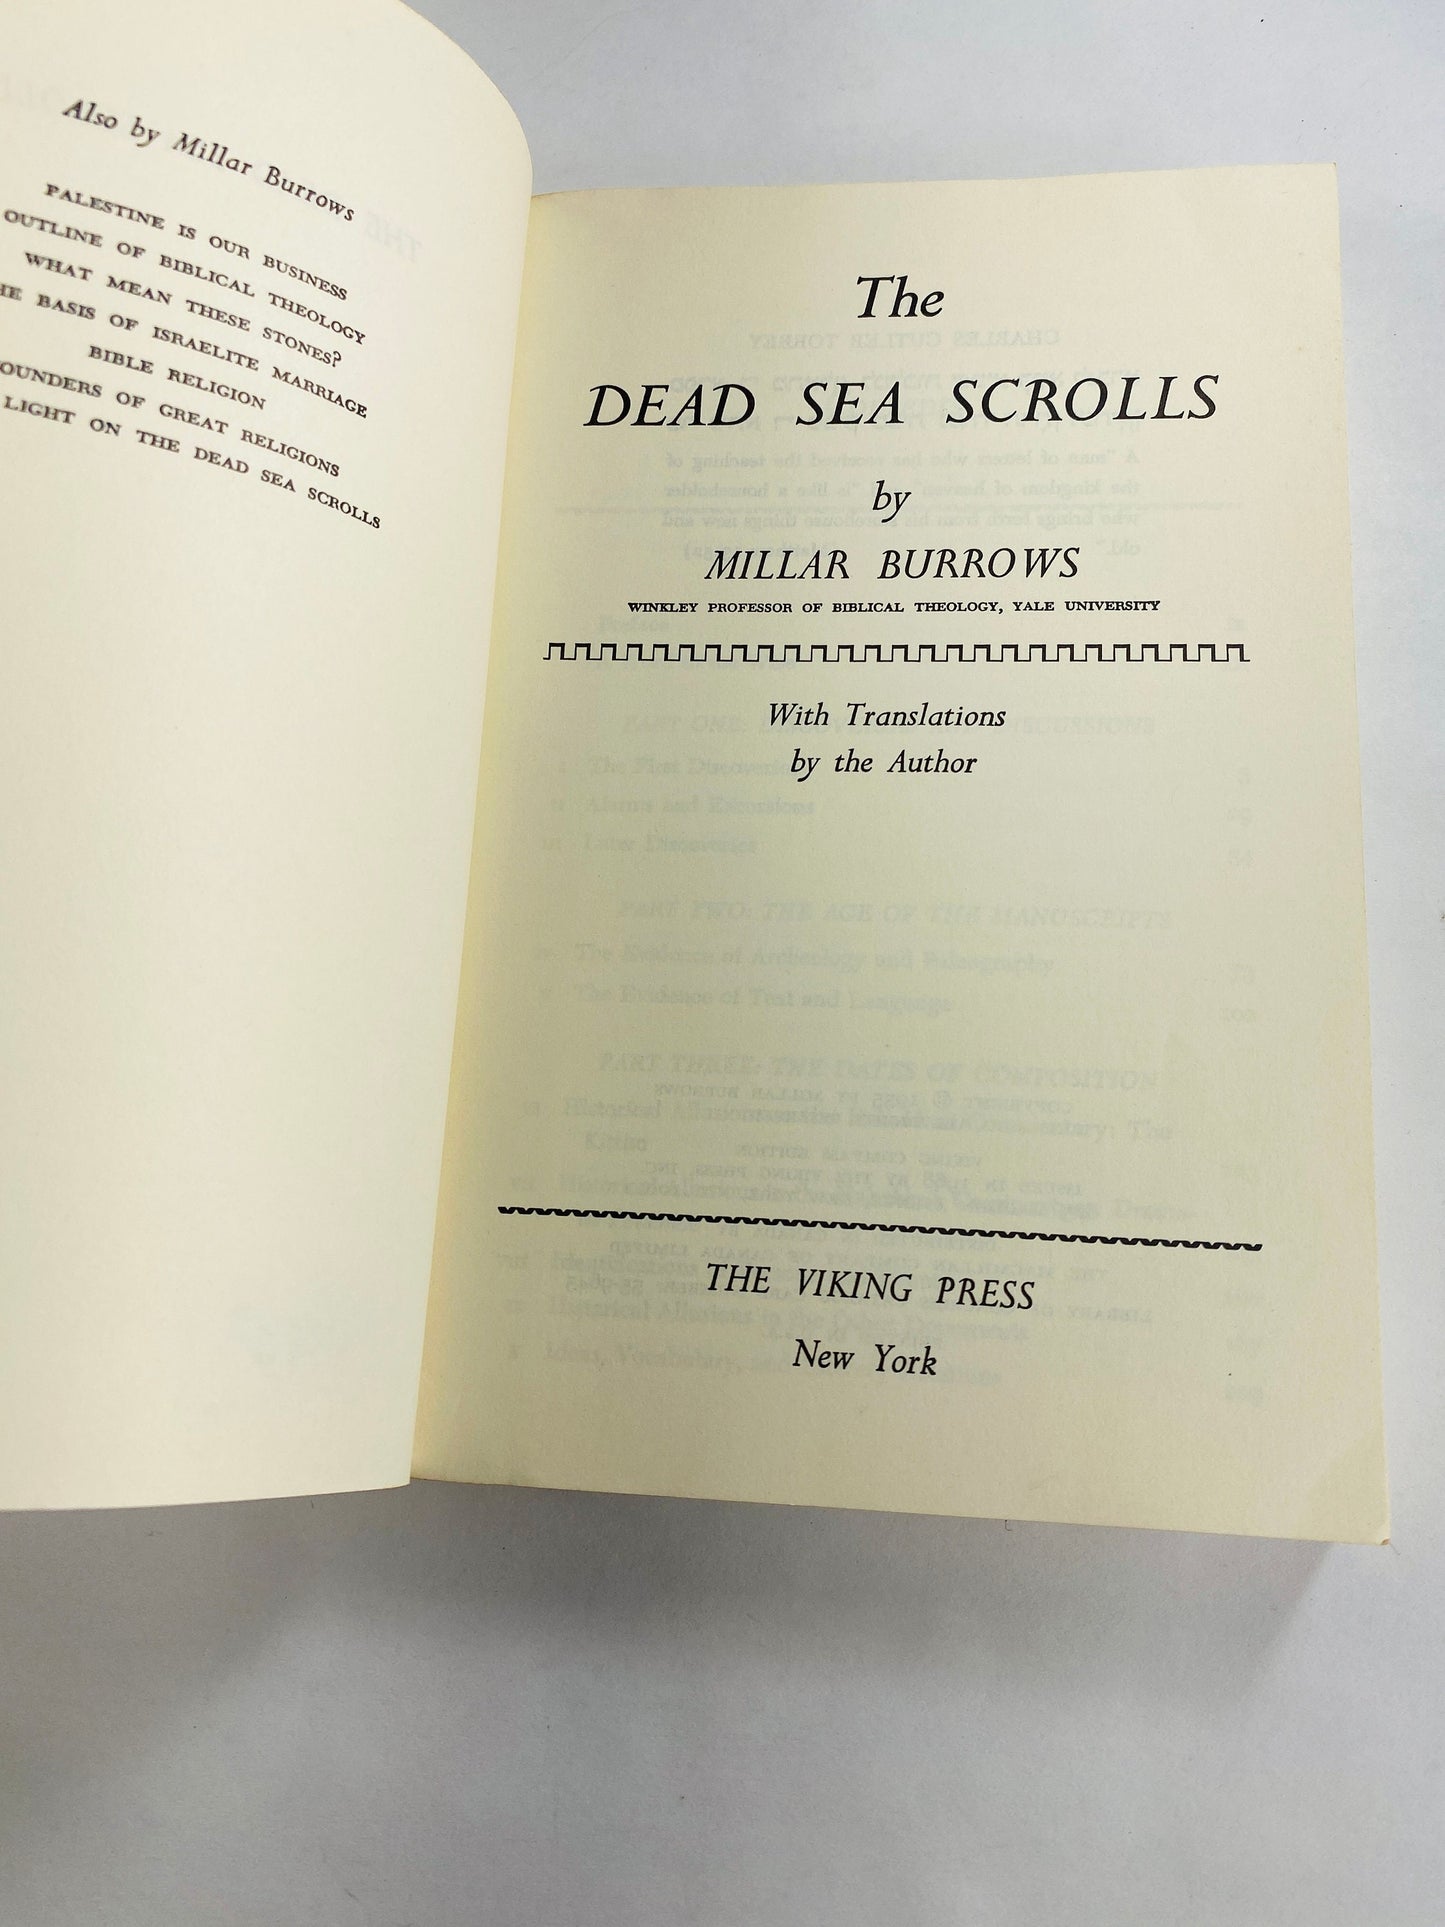 Also by Millar Burrows
PALESTINE IS OUR BUSINESS
OUTLINE OF BIBLICAL THEOLOGY
WHAT MEAN THESE STONES?
BASIS OF ISRAELITE MARRIAGE
BIBLE RELIGION
OF GREAT RELIGIONS
LIGHT ON THE DEAD SEA SCROLLS
The
DEAD SEA SCROLLS
by
MILLAR BURROWS
WINKLEY PROFESSOR OF BIBLICAL THEOLOGY, YALE UNIVERSITY
With Translations
by the Author
THE VIKING PRESS
New York